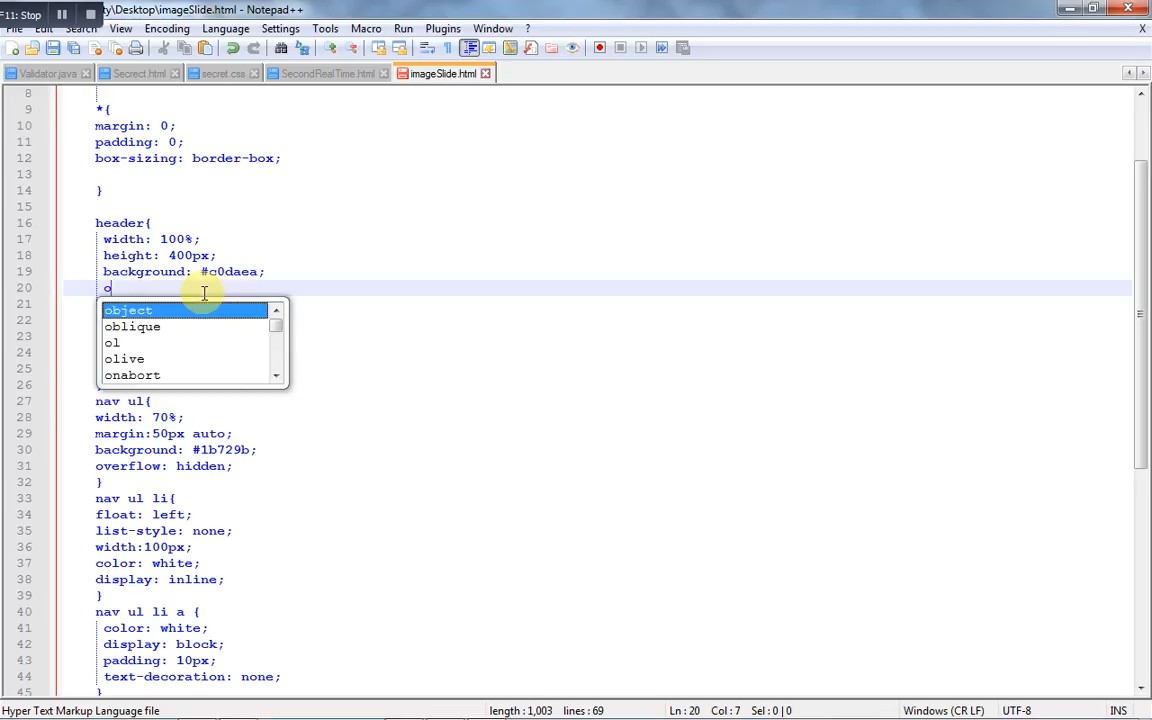 F11: Stop
ty\Desktop\imageSlide.html - Notepad++
File Edit Search View Encoding Language Settings Tools Macro Run Plugins Window ? X
Validator.java Secrect.html secret.css SecondRealTime.html imageSlide.html
8
9 *{
10 margin: 0;
11 padding: 0;
12 box-sizing: border-box;
13
14 }
15
16 header{
17 width: 100%;
18 height: 400px;
19 background: #c0daea;
20 o
21 object
22 oblique
23 ol
24 olive
25 onabort
26
27 nav ul{
28 width: 70%;
29 margin:50px auto;
30 background: #1b729b;
31 overflow: hidden;
32 }
33 nav ul li{
34 float: left;
35 list-style: none;
36 width:100px;
37 color: white;
38 display: inline;
39 }
40 nav ul li a {
41 color: white;
42 display: block;
43 padding: 10px;
44 text-decoration: none;
45 }
Hyper Text Markup Language file length : 1,003 lines : 69 Ln : 20 Col : 7 Sel : 0 | 0 Windows (CR LF) UTF-8 INS